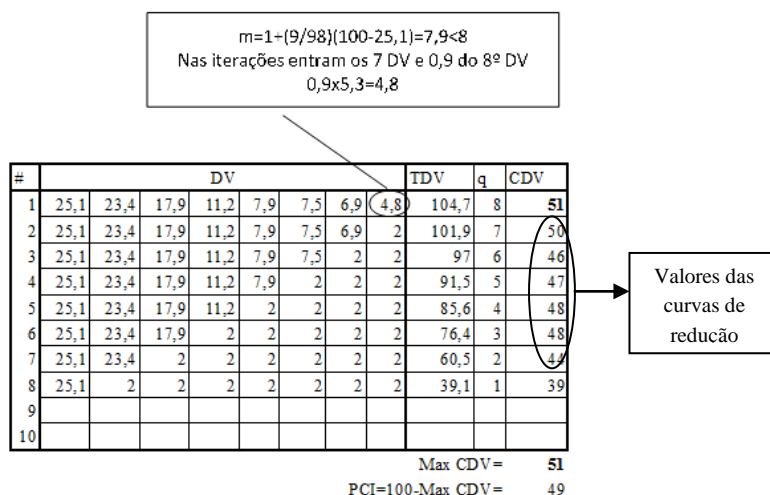 m=1+(9/98)(100-25,1)=7,9<8
Nas iterações entram os 7 DV e 0,9 do 8º DV
0,9x5,3=4,8
# DV TDV q CDV
1 25,1 23,4 17,9 11,2 7,9 7,5 6,9 4,8 104,7 8 51
2 25,1 23,4 17,9 11,2 7,9 7,5 6,9 2 101,9 7 50
3 25,1 23,4 17,9 11,2 7,9 7,5 2 2 97 6 46
4 25,1 23,4 17,9 11,2 7,9 2 2 2 91,5 5 47
5 25,1 23,4 17,9 11,2 2 2 2 2 85,6 4 48
6 25,1 23,4 17,9 2 2 2 2 2 76,4 3 48
7 25,1 23,4 2 2 2 2 2 2 60,5 2 44
8 25,1 2 2 2 2 2 2 2 39,1 1 39
9
10
Max CDV= 51
PCI=100-Max CDV= 49
Valores das
curvas de
redução